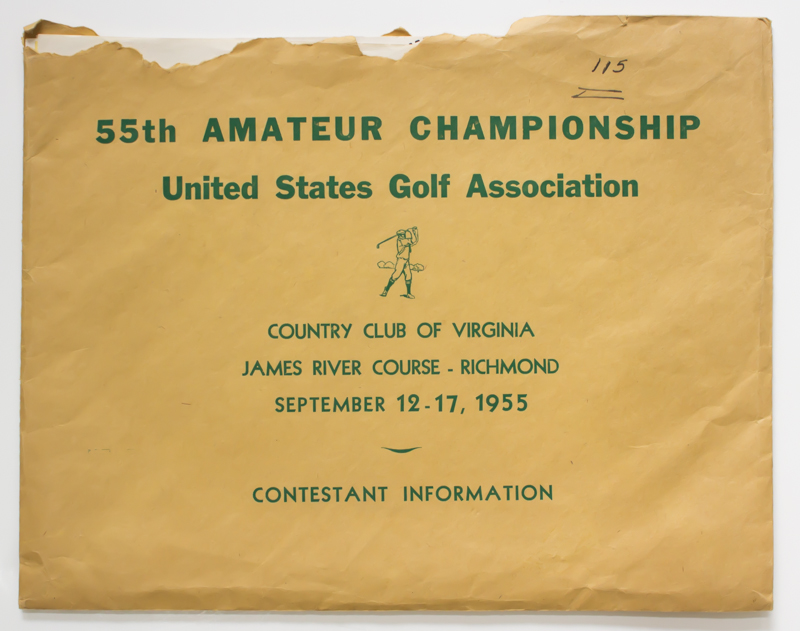 115
55th AMATEUR CHAMPIONSHIP
United States Golf Association
COUNTRY CLUB OF VIRGINIA
JAMES RIVER COURSE - RICHMOND
SEPTEMBER 12-17, 1955
CONTESTANT INFORMATION